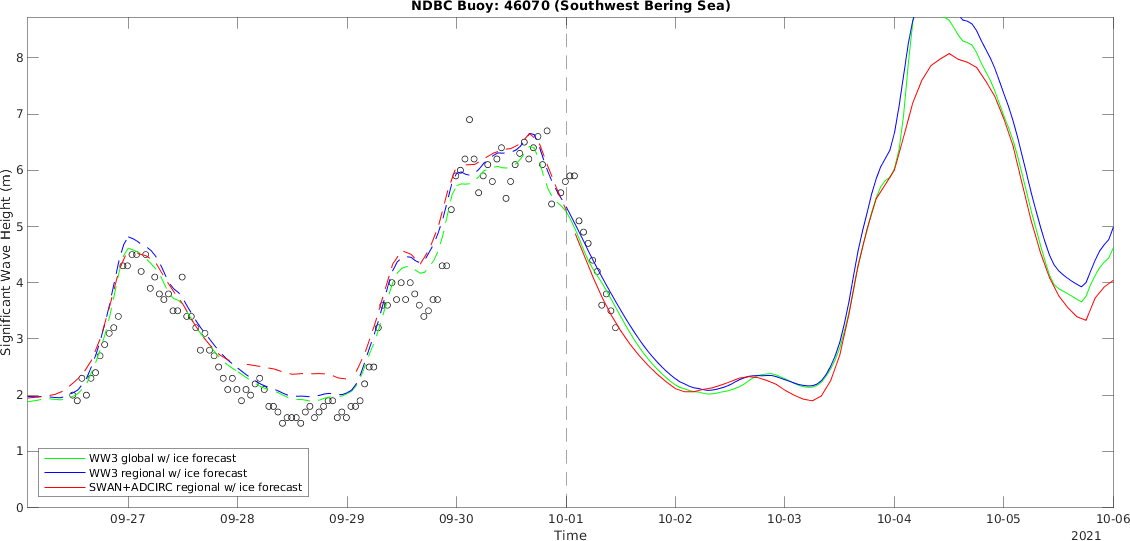 NDBC Buoy: 46070 (Southwest Bering Sea)
Significant Wave Height (m)
8
7
6
5
4
3
2
1
0
WW3 global w/ ice forecast
WW3 regional w/ ice forecast
SWAN+ADCIRC regional w/ ice forecast
09-27 09-28 09-29 09-30 10-01 10-02 10-03 10-04 10-05 10-06
Time
2021